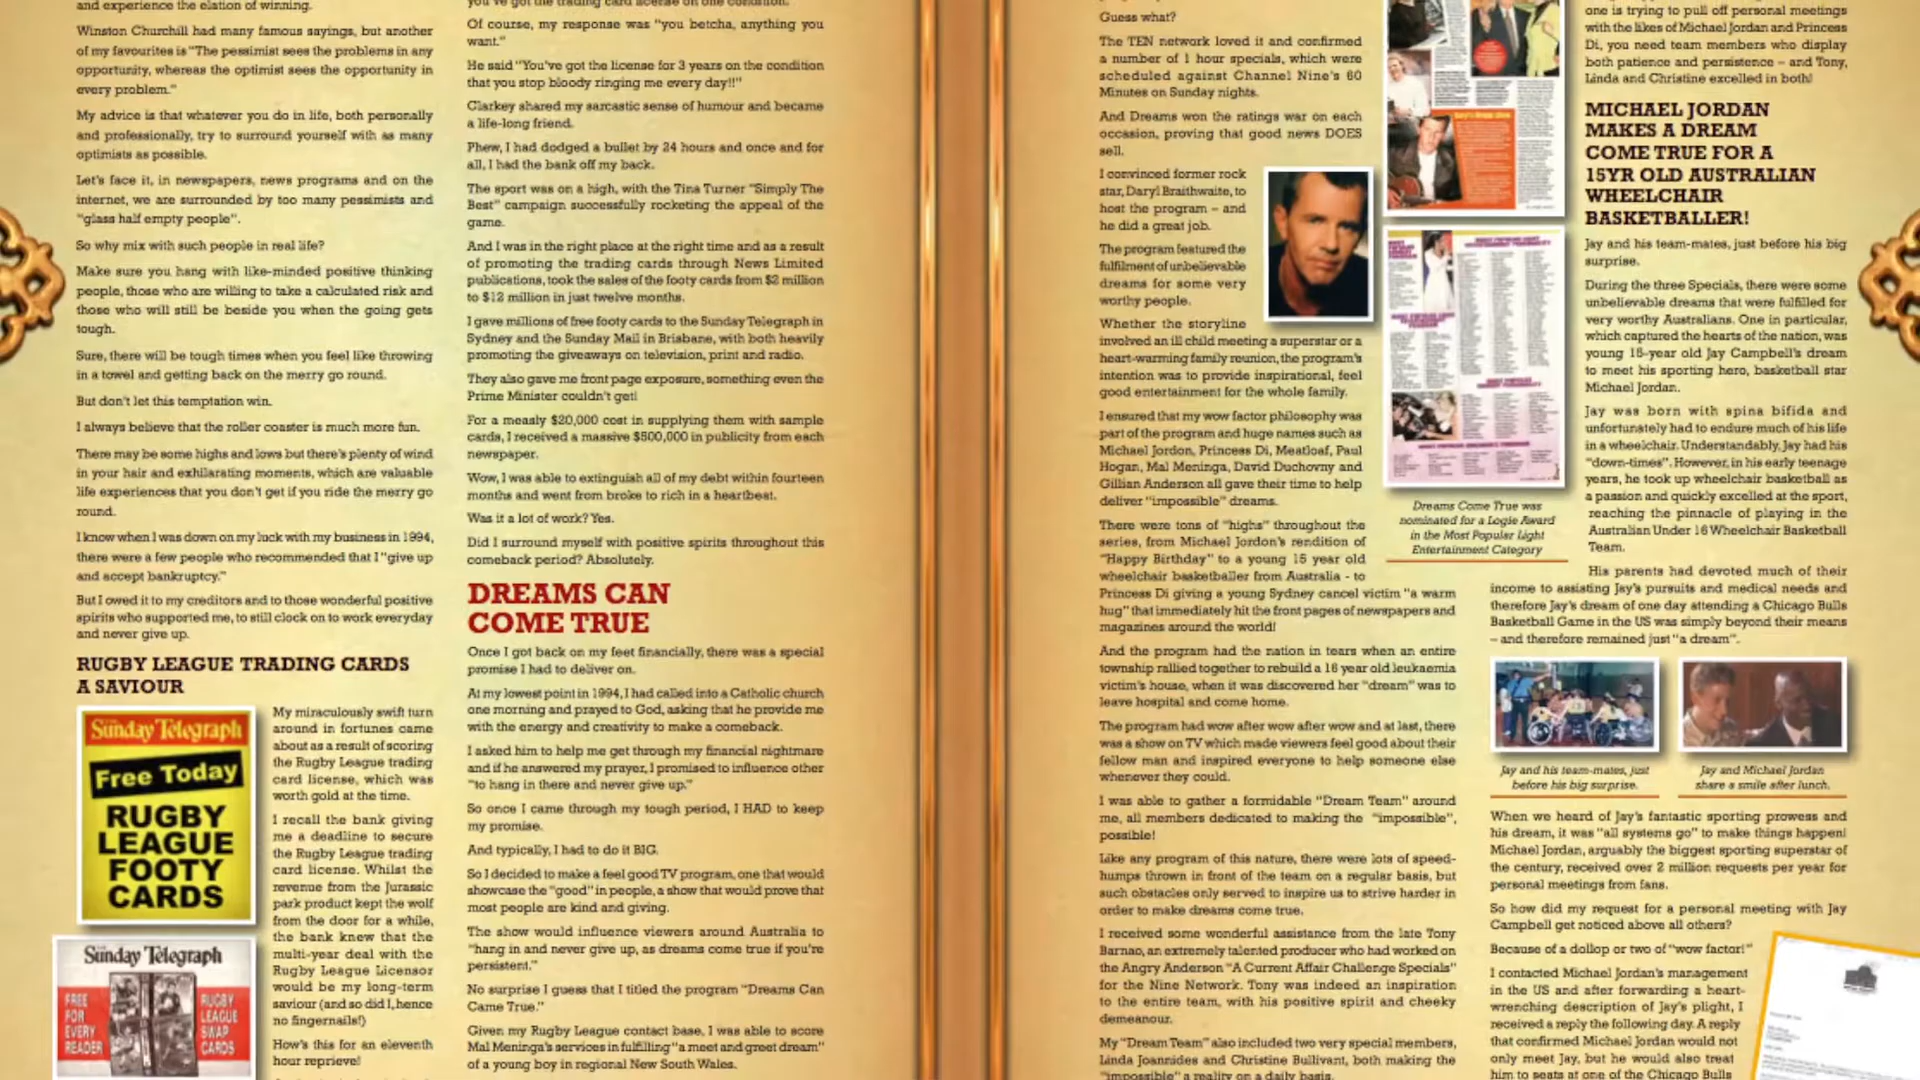 and experience the elation of winning.
Winston Churchill had many famous sayings, but another
of my favourites is "The pessimist sees the problems in any
opportunity, whereas the optimist sees the opportunity in
every problem."
My advice is that whatever you do in life, both personally
and professionally, try to surround yourself with as many
optimists as possible.
Let's face it, in newspapers, news programs and on the
internet, we are surrounded by too many pessimists and
"glass half empty people".
So why mix with such people in real life?
Make sure you hang with like-minded positive thinking
people, those who are willing to take a calculated risk and
those who will still be beside you when the going gets
tough.
Sure, there will be tough times when you feel like throwing
in a towel and getting back on the merry go round.
But don't let this temptation win.
I always believe that the roller coaster is much more fun.
There may be some highs and lows but there's plenty of wind
in your hair and exhilarating moments, which are valuable
life experiences that you don't get if you ride the merry go
round.
I know when I was down on my luck with my business in 1994,
there were a few people who recommended that I "give up
and accept bankruptcy."
But I owed it to my creditors and to those wonderful positive
spirits who supported me, to still clock on to work everyday
and never give up.
RUGBY LEAGUE TRADING CARDS
A SAVIOUR
Sunday Telegraph
Free Today
RUGBY
LEAGUE
FOOTY
CARDS
Sunday Telegraph
FREE
FOR
EVERY
READER
RUGBY
LEAGUE
SWAP
CARDS
My miraculously swift turn
around in fortunes came
about as a result of scoring
the Rugby League trading
card license, which was
worth gold at the time.
I recall the bank giving
me a deadline to secure
the Rugby League trading
card license. Whilst the
revenue from the Jurassic
park product kept the wolf
from the door for a while,
the bank knew that the
multi-year deal with the
Rugby League Licensor
would be my long-term
saviour (and so did I, hence
no fingernails!)
How's this for an eleventh
hour reprieve!
you've got the trading card license on one condition."
Of course, my response was "you betcha, anything you
want."
He said "You've got the license for 3 years on the condition
that you stop bloody ringing me every day!!"
Clarkey shared my sarcastic sense of humour and became
a life-long friend.
Phew, I had dodged a bullet by 24 hours and once and for
all, I had the bank off my back.
The sport was on a high, with the Tina Turner "Simply The
Best" campaign successfully rocketing the appeal of the
game.
And I was in the right place at the right time and as a result
of promoting the trading cards through News Limited
publications, took the sales of the footy cards from $2 million
to $12 million in just twelve months.
I gave millions of free footy cards to the Sunday Telegraph in
Sydney and the Sunday Mail in Brisbane, with both heavily
promoting the giveaways on television, print and radio.
They also gave me front page exposure, something even the
Prime Minister couldn't get!
For a measly $20,000 cost in supplying them with sample
cards, I received a massive $500,000 in publicity from each
newspaper.
Wow, I was able to extinguish all of my debt within fourteen
months and went from broke to rich in a heartbeat.
Was it a lot of work? Yes.
Did I surround myself with positive spirits throughout this
comeback period? Absolutely.
DREAMS CAN
COME TRUE
Once I got back on my feet financially, there was a special
promise I had to deliver on.
At my lowest point in 1994, I had called into a Catholic church
one morning and prayed to God, asking that he provide me
with the energy and creativity to make a comeback.
I asked him to help me get through my financial nightmare
and if he answered my prayer, I promised to influence other
"to hang in there and never give up."
So once I came through my tough period, I HAD to keep
my promise.
And typically, I had to do it BIG.
So I decided to make a feel good TV program, one that would
showcase the "good" in people, a show that would prove that
most people are kind and giving.
The show would influence viewers around Australia to
"hang in and never give up, as dreams come true if you're
persistent."
No surprise I guess that I titled the program "Dreams Can
Came True."
Given my Rugby League contact base, I was able to score
Mal Meninga's services in fulfilling "a meet and greet dream"
of a young boy in regional New South Wales.
Guess what?
The TEN network loved it and confirmed
a number of 1 hour specials, which were
scheduled against Channel Nine's 60
Minutes on Sunday nights.
And Dreams won the ratings war on each
occasion, proving that good news DOES
sell.
I convinced former rock
star, Daryl Braithwaite, to
host the program – and
he did a great job.
The program featured the
fulfilment of unbelievable
dreams for some very
worthy people.
Whether the storyline
involved an ill child meeting a superstar or a
heart-warming family reunion, the program's
intention was to provide inspirational, feel
good entertainment for the whole family.
I ensured that my wow factor philosophy was
part of the program and huge names such as
Michael Jordon, Princess Di, Meatloaf, Paul
Hogan, Mal Meninga, David Duchovny and
Gillian Anderson all gave their time to help
deliver "impossible" dreams.
There were tons of "highs" throughout the
series, from Michael Jordon's rendition of
"Happy Birthday" to a young 15 year old
wheelchair basketballer from Australia - to
Princess Di giving a young Sydney cancer victim "a warm
hug" that immediately hit the front pages of newspapers and
magazines around the world!
And the program had the nation in tears when an entire
township rallied together to rebuild a 16 year old leukaemia
victim's house, when it was discovered her "dream" was to
leave hospital and come home.
The program had wow after wow after wow and at last, there
was a show on TV which made viewers feel good about their
fellow man and inspired everyone to help someone else
whenever they could.
I was able to gather a formidable "Dream Team" around
me, all members dedicated to making the "impossible",
possible!
Like any program of this nature, there were lots of speed-
humps thrown in front of the team on a regular basis, but
such obstacles only served to inspire us to strive harder in
order to make dreams come true.
I received some wonderful assistance from the late Tony
Barnao, an extremely talented producer who had worked on
the Angry Anderson "A Current Affair Challenge Specials"
for the Nine Network. Tony was indeed an inspiration
to the entire team, with his positive spirit and cheeky
demeanour.
My "Dream Team" also included two very special members,
Linda Joannides and Christine Bullivant, both making the
"impossible" a reality on a daily basis.
Dreams Come True was
nominated for a Logie Award
in the Most Popular Light
Entertainment Category
one is trying to pull off personal meetings
with the likes of Michael Jordan and Princess
Di, you need team members who display
both patience and persistence – and Tony,
Linda and Christine excelled in both!
MICHAEL JORDAN
MAKES A DREAM
COME TRUE FOR A
15YR OLD AUSTRALIAN
WHEELCHAIR
BASKETBALLER!
Jay and his team-mates, just before his big
surprise.
During the three Specials, there were some
unbelievable dreams that were fulfilled for
very worthy Australians. One in particular,
which captured the hearts of the nation, was
young 15-year old Jay Campbell's dream
to meet his sporting hero, basketball star
Michael Jordan.
Jay was born with spina bifida and
unfortunately had to endure much of his life
in a wheelchair. Understandably, Jay had his
"down-times". However, in his early teenage
years, he took up wheelchair basketball as
a passion and quickly excelled at the sport,
reaching the pinnacle of playing in the
Australian Under 16 Wheelchair Basketball
Team.
His parents had devoted much of their
income to assisting Jay's pursuits and medical needs and
therefore Jay's dream of one day attending a Chicago Bulls
Basketball Game in the US was simply beyond their means
– and therefore remained just "a dream".
Jay and his team-mates, just
before his big surprise.
Jay and Michael Jordan
share a smile after lunch.
When we heard of Jay's fantastic sporting prowess and
his dream, it was "all systems go" to make things happen!
Michael Jordan, arguably the biggest sporting superstar of
the century, received over 2 million requests per year for
personal meetings from fans.
So how did my request for a personal meeting with Jay
Campbell get noticed above all others?
Because of a dollop or two of "wow factor!"
I contacted Michael Jordan's management
in the US and after forwarding a heart-
wrenching description of Jay's plight, I
received a reply the following day. A reply
that confirmed Michael Jordan would not
only meet Jay, but he would also treat
him to seats at one of the Chicago Bulls